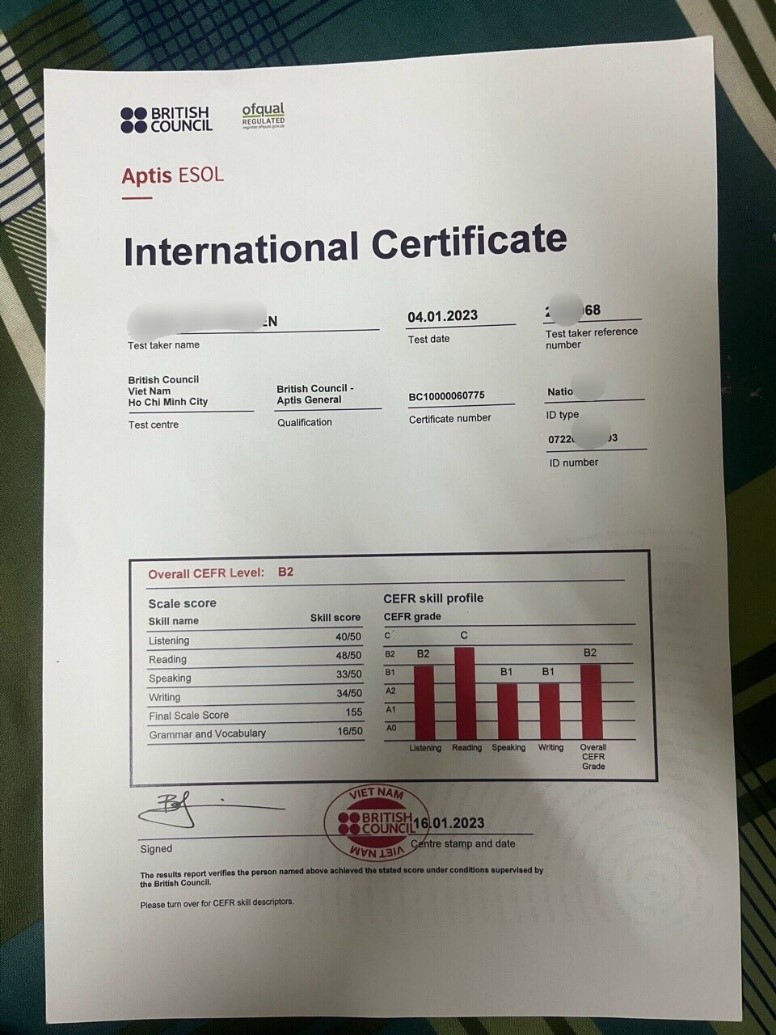 BRITISH
COUNCIL
ofqual
REGULATED
Aptis ESOL
International Certificate
EN
04.01.2023
68
Test taker name
Test date
Test taker reference
number
British Council
Viet Nam
Ho Chi Minh City
British Council -
Aptis General
BC10000060775
Natio
Test centre
Qualification
Certificate number
ID type
0722 3
ID number
Overall CEFR Level: B2
Scale score
Skill name Skill score
Listening 40/50
Reading 48/50
Speaking 33/50
Writing 34/50
Final Scale Score 155
Grammar and Vocabulary 16/50
CEFR skill profile
CEFR grade
C
B2
B1
A2
A1
A0
B2 C B1 B1 B2
Listening Reading Speaking Writing Overall
CEFR
Grade
VIET NAM
BRITISH
COUNCIL
VIET NAM
16.01.2023
Signed
Centre stamp and date
The results report verifies the person named above achieved the stated score under conditions supervised by
the British Council.
Please turn over for CEFR skill descriptors.